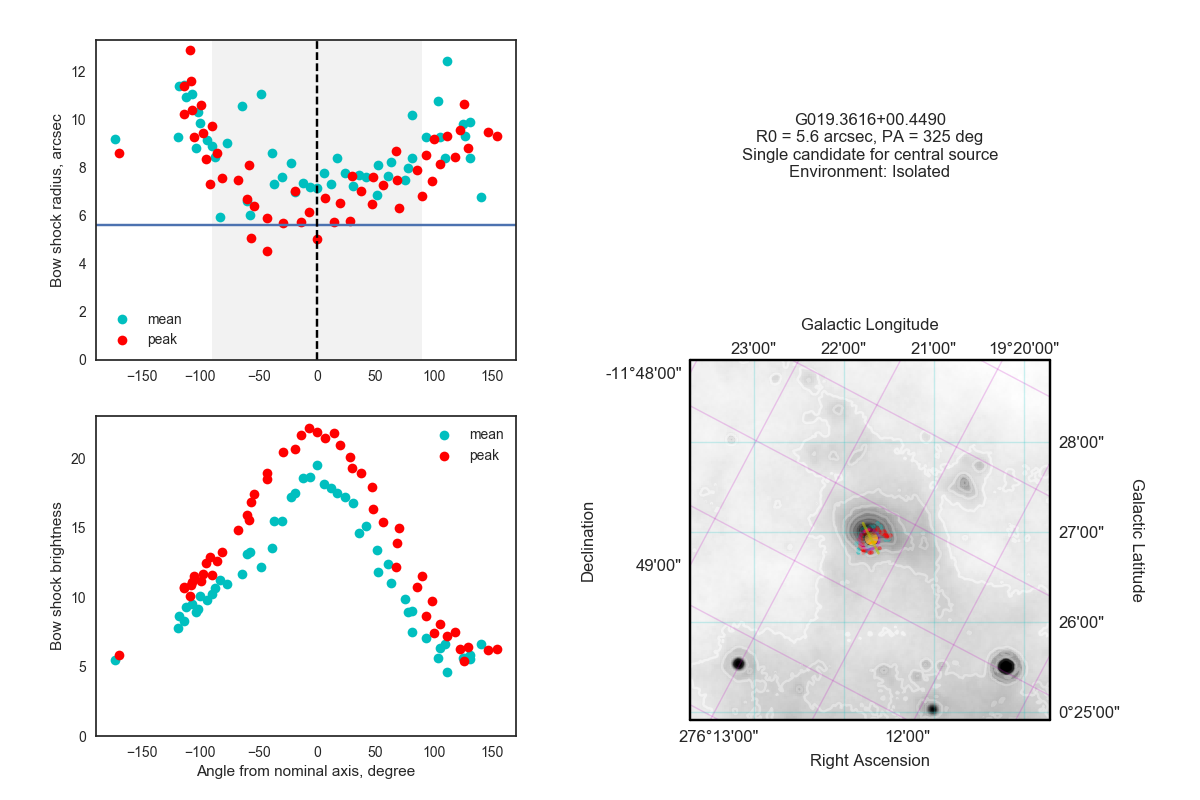 12
10
8
6
4
2
0
Bow shock radius, arcsec
mean
peak
−150
−100
−50
0
50
100
150
G019.3616+00.4490
R0 = 5.6 arcsec, PA = 325 deg
Single candidate for central source
Environment: Isolated
20
15
10
5
0
Bow shock brightness
mean
peak
−150
−100
−50
0
50
100
150
Angle from nominal axis, degree
Galactic Longitude
23'00" 22'00" 21'00" 19°20'00"
-11°48'00"
49'00"
Declination
28'00"
27'00"
26'00"
0°25'00"
Galactic Latitude
276°13'00" 12'00"
Right Ascension